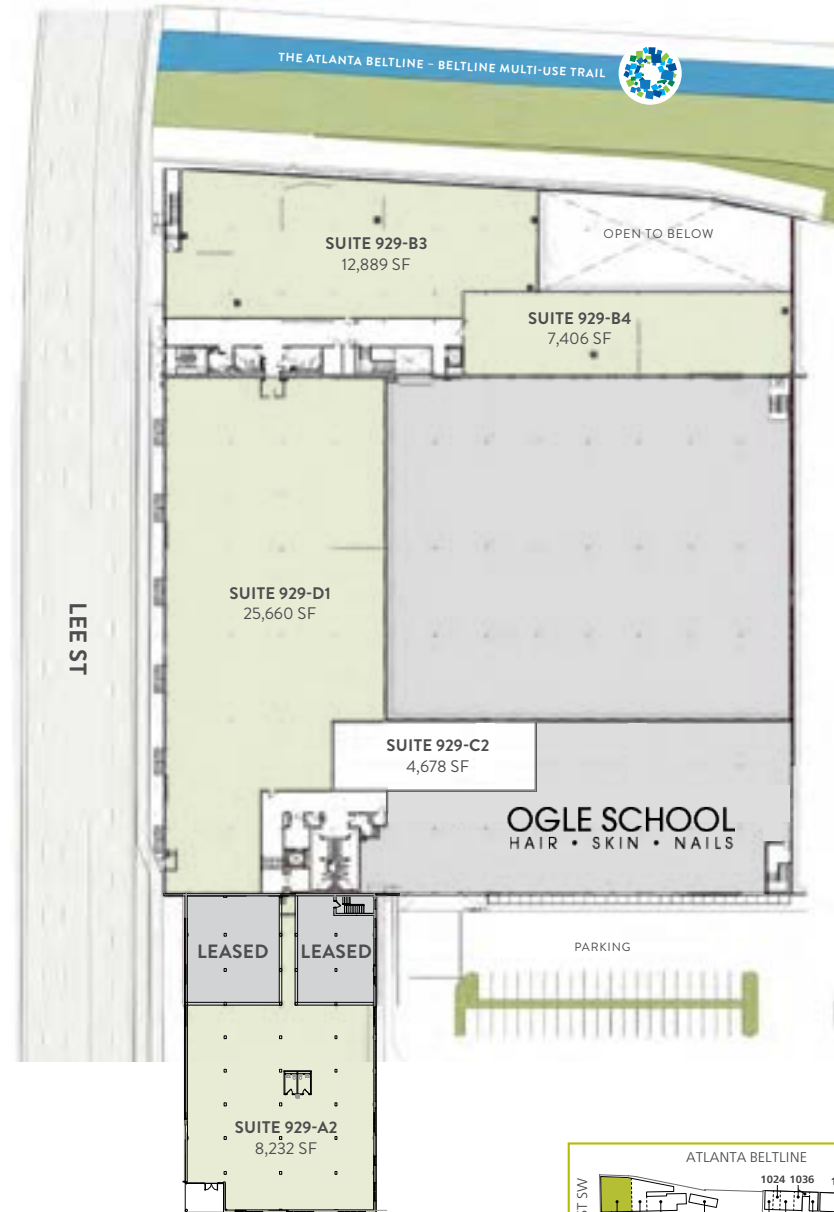 THE ATLANTA BELTLINE – BELTLINE MULTI-USE TRAIL
SUITE 929-B3
12,889 SF
OPEN TO BELOW
SUITE 929-B4
7,406 SF
SUITE 929-D1
25,660 SF
LEE ST
SUITE 929-C2
4,678 SF
OGLE SCHOOL
HAIR • SKIN • NAILS
LEASED
LEASED
PARKING
SUITE 929-A2
8,232 SF
ATLANTA BELTLINE
1024 1036
ST SW